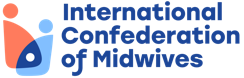 International
Confederation
of Midwives